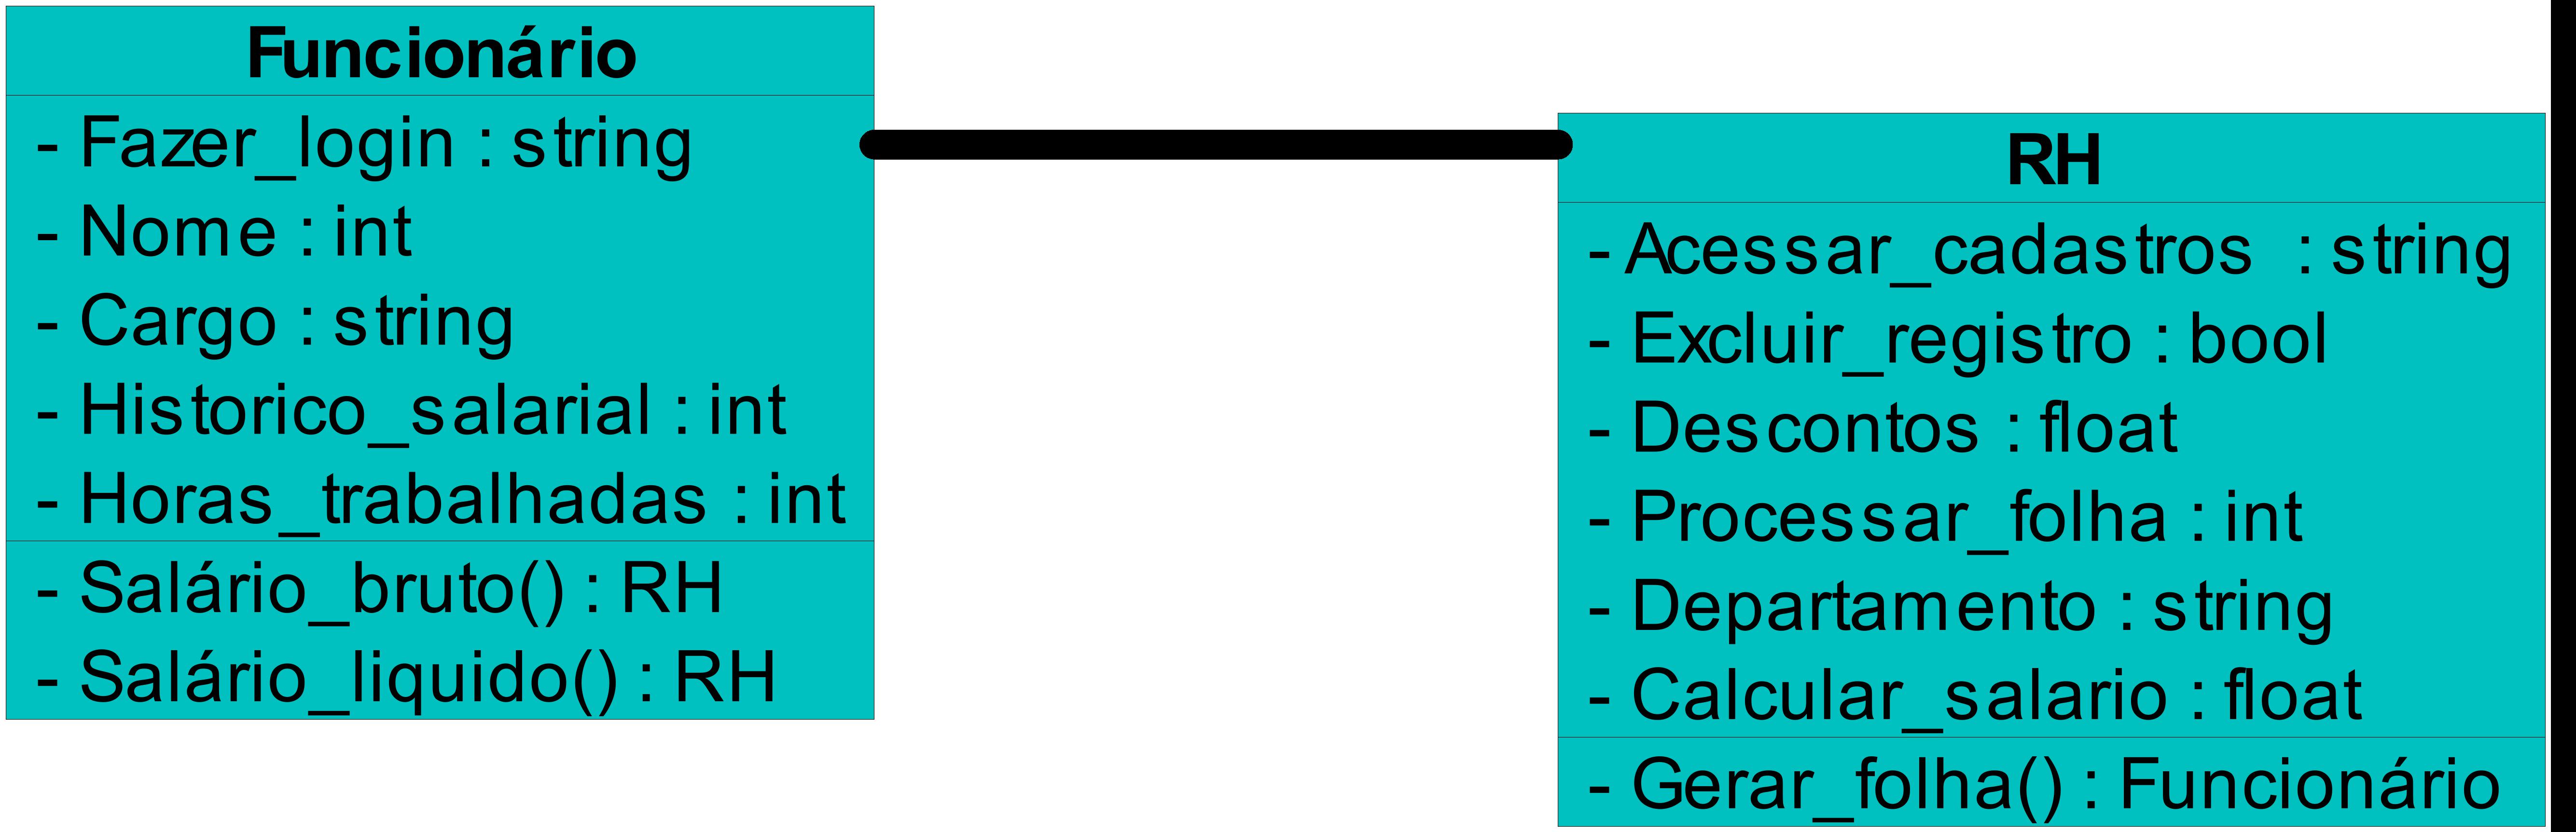 Funcionário
- Fazer_login : string
- Nome : int
- Cargo : string
- Historico_salarial : int
- Horas_trabalhadas : int
- Salário_bruto() : RH
- Salário_liquido() : RH
RH
- Acessar_cadastros : string
- Excluir_registro : bool
- Descontos : float
- Processar_folha : int
- Departamento : string
- Calcular_salario : float
- Gerar_folha() : Funcionário